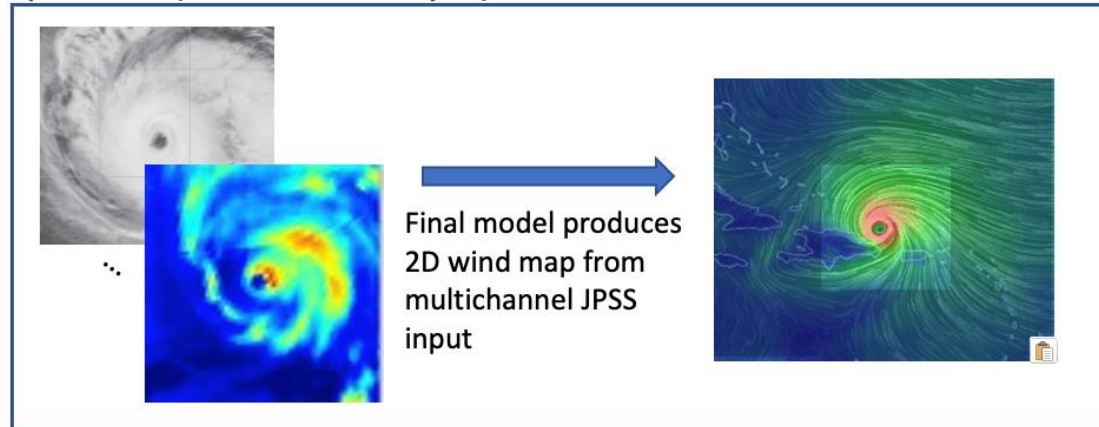 Final model produces
2D wind map from
multichannel JPSS
input